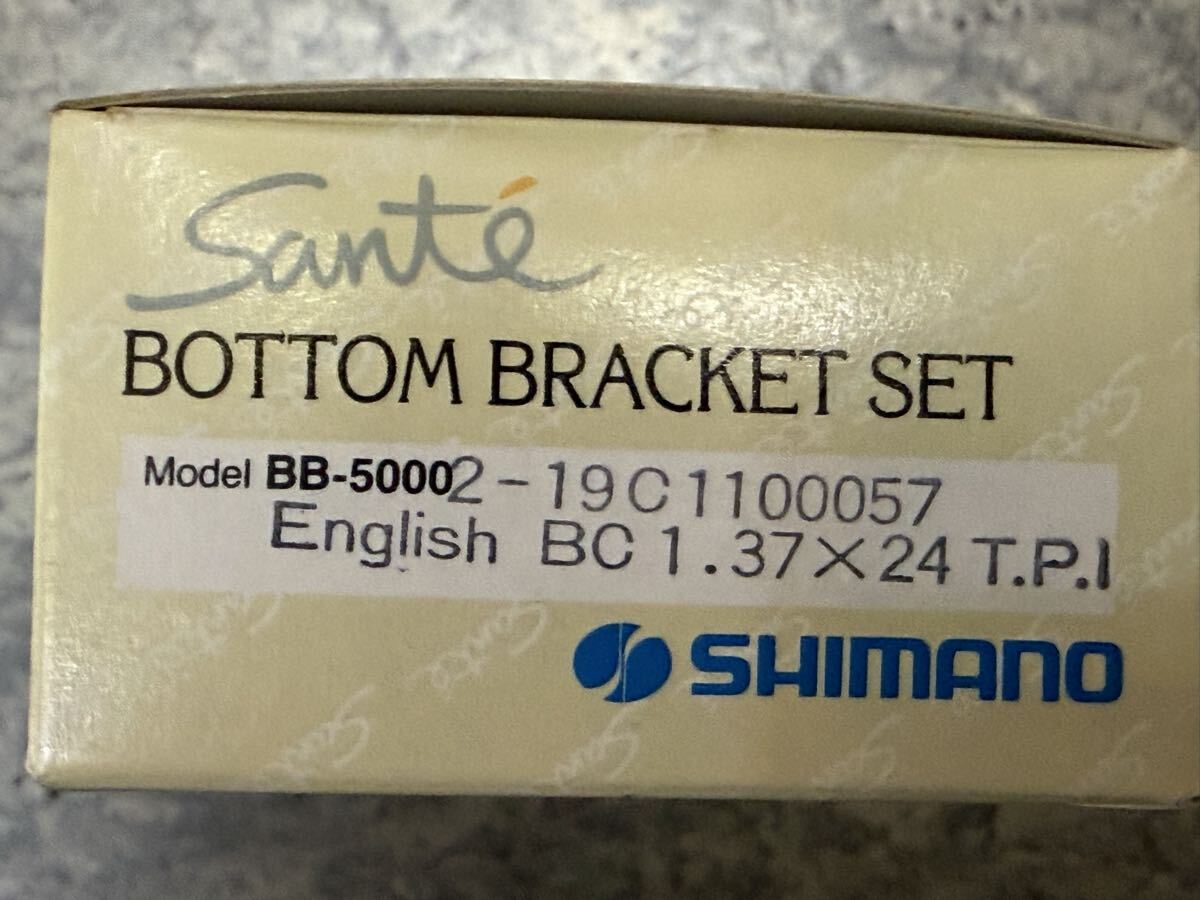 Santé
BOTTOM BRACKET SET
Model BB-50002-19C1100057
English BC 1.37×24 T.P.I
SHIMANO